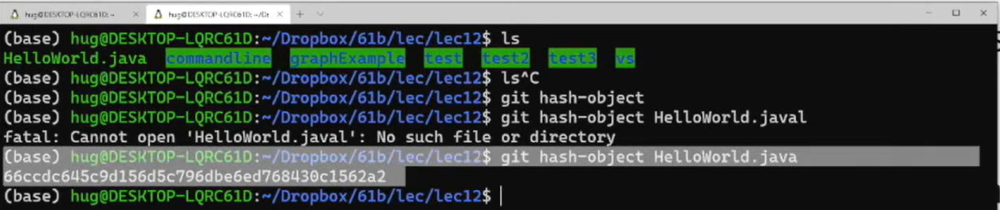 hug@DESKTOP-LQRC61D: ~ hug@DESKTOP-LQRC61D: ~/Dr
(base) hug@DESKTOP-LQRC61D:~/Dropbox/61b/lec/lec12$ ls
HelloWorld.java commandline graphExample test test2 test3 vs
(base) hug@DESKTOP-LQRC61D:~/Dropbox/61b/lec/lec12$ ls^C
(base) hug@DESKTOP-LQRC61D:~/Dropbox/61b/lec/lec12$ git hash-object
(base) hug@DESKTOP-LQRC61D:~/Dropbox/61b/lec/lec12$ git hash-object HelloWorld.javal
fatal: Cannot open 'HelloWorld.javal': No such file or directory
(base) hug@DESKTOP-LQRC61D:~/Dropbox/61b/lec/lec12$ git hash-object HelloWorld.java
66ccdc645c9d156d5c796dbe6ed768430c1562a2
(base) hug@DESKTOP-LQRC61D:~/Dropbox/61b/lec/lec12$